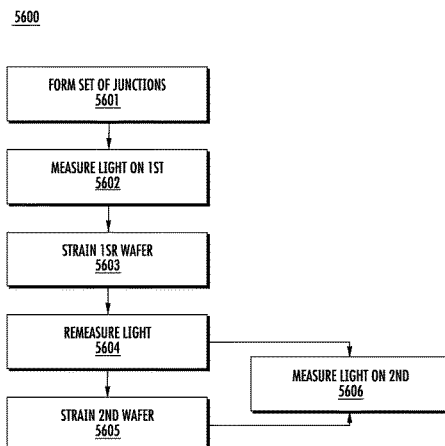 5600
FORM SET OF JUNCTIONS
5601
MEASURE LIGHT ON 1ST
5602
STRAIN 1SR WAFER
5603
REMEASURE LIGHT
5604
MEASURE LIGHT ON 2ND
5606
STRAIN 2ND WAFER
5605